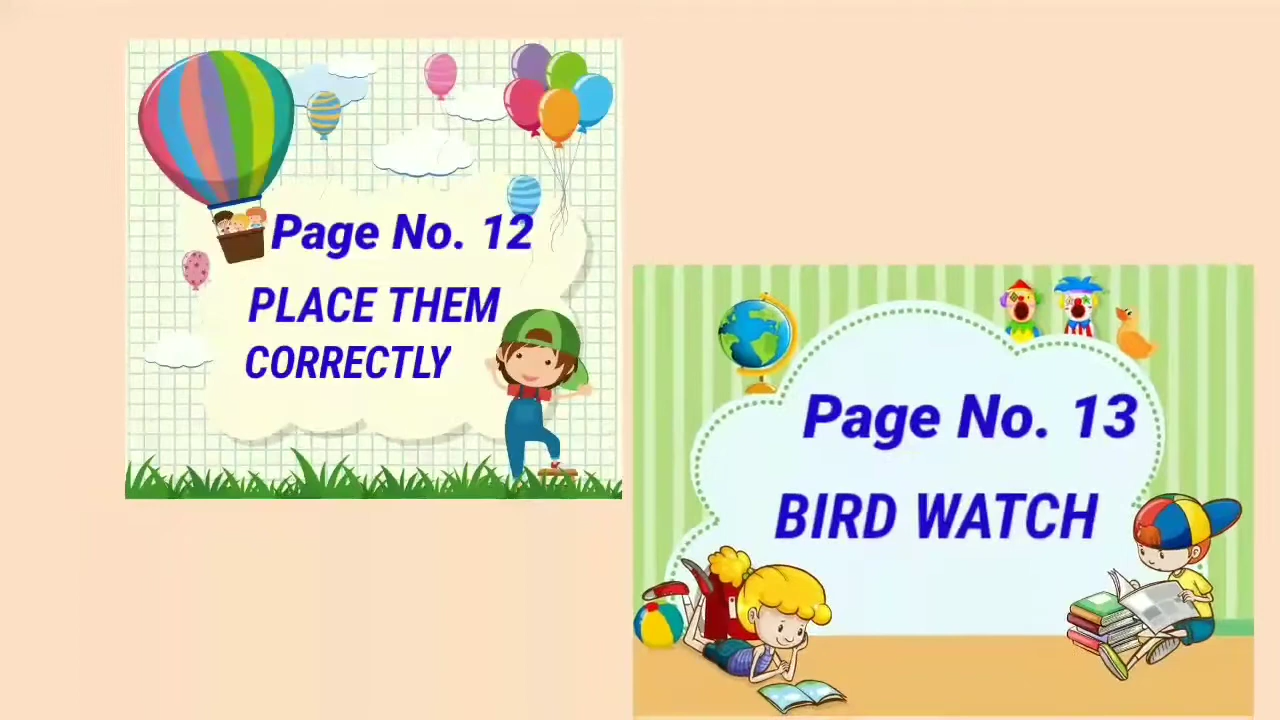 Page No. 12
PLACE THEM
CORRECTLY
Page No. 13
BIRD WATCH